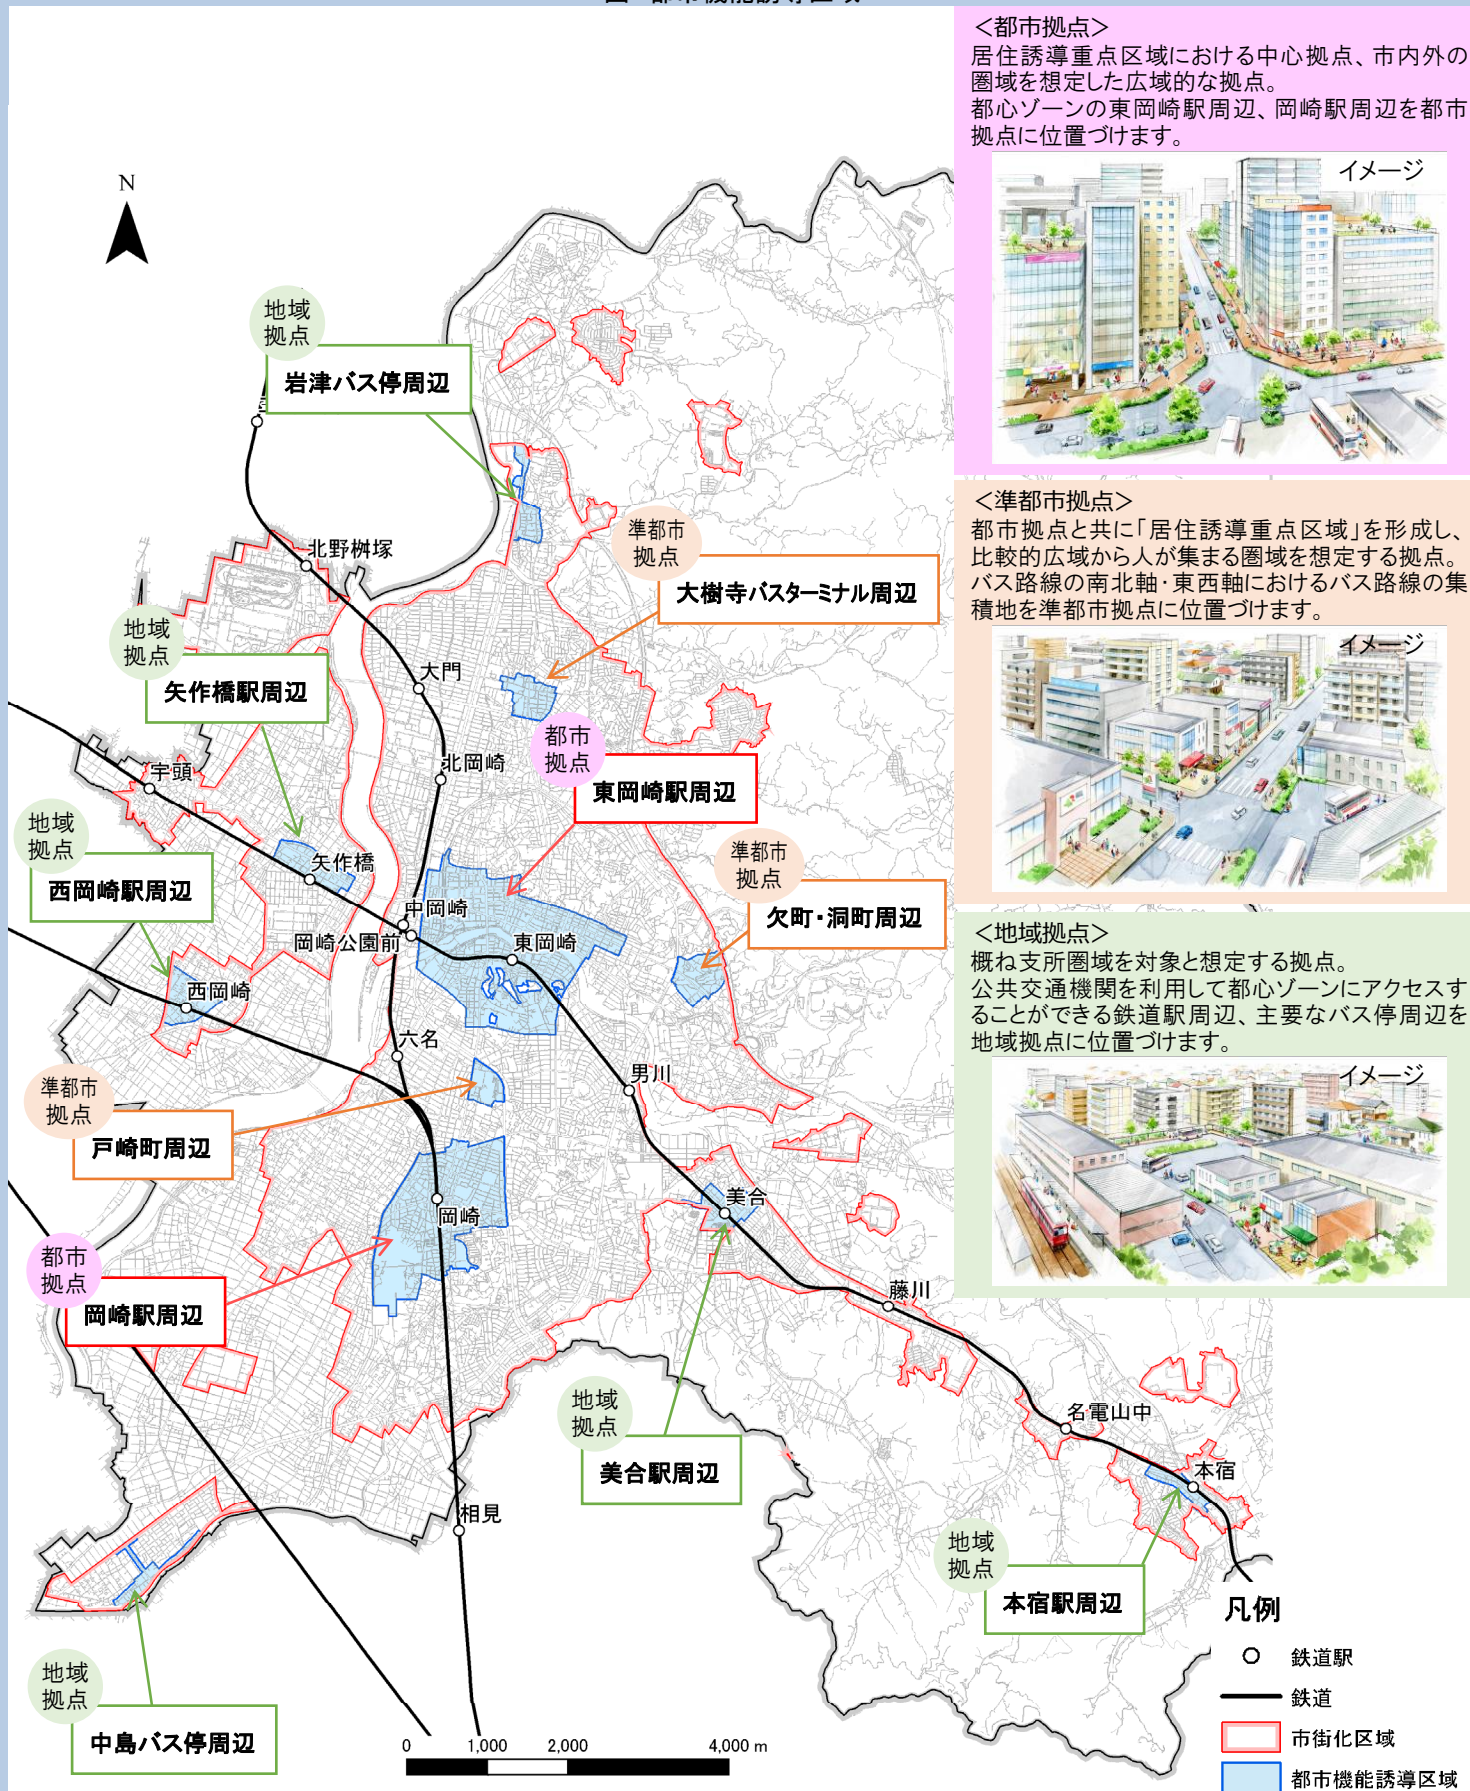 ＜都市拠点＞
居住誘導重点区域における中心拠点、市内外の
圏域を想定した広域的な拠点。
都心ゾーンの東岡崎駅周辺、岡崎駅周辺を都市
拠点に位置づけます。
イメージ
＜準都市拠点＞
都市拠点と共に「居住誘導重点区域」を形成し、
比較的広域から人が集まる圏域を想定する拠点。
バス路線の南北軸・東西軸におけるバス路線の集
積地を準都市拠点に位置づけます。
イメージ
＜地域拠点＞
概ね支所圏域を対象と想定する拠点。
公共交通機関を利用して都心ゾーンにアクセスす
ることができる鉄道駅周辺、主要なバス停周辺を
地域拠点に位置づけます。
イメージ
N
地域
拠点
岩津バス停周辺
北野桝塚
準都市
拠点
大樹寺バスターミナル周辺
地域
拠点
矢作橋駅周辺
大門
都市
拠点
東岡崎駅周辺
北岡崎
宇頭
地域
拠点
西岡崎駅周辺
矢作橋
準都市
拠点
欠町・洞町周辺
中岡崎
岡崎公園前
東岡崎
西岡崎
六名
男川
準都市
拠点
戸崎町周辺
岡崎
美合
都市
拠点
岡崎駅周辺
藤川
地域
拠点
美合駅周辺
名電山中
本宿
相見
地域
拠点
本宿駅周辺
地域
拠点
中島バス停周辺
0 1,000 2,000 4,000 m
凡例
鉄道駅
鉄道
市街化区域
都市機能誘導区域